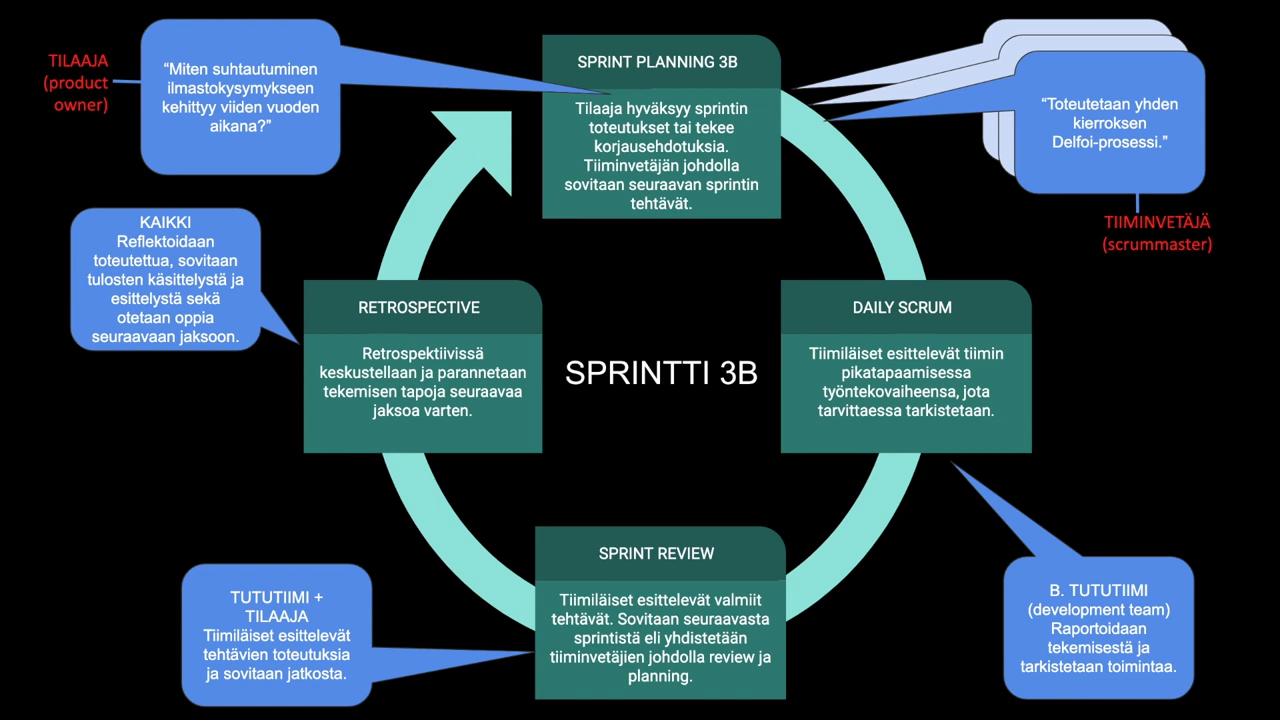 TILAAJA
(product
owner)
“Miten suhtautuminen
ilmastokysymykseen
kehittyy viiden vuoden
aikana?”
SPRINT PLANNING 3B
Tilaaja hyväksyy sprintin
toteutukset tai tekee
korjausehdotuksia.
Tiiminvetäjän johdolla
sovitaan seuraavan sprintin
tehtävät.
“Toteutetaan yhden
kierroksen
Delfoi-prosessi.”
TIIMINVETÄJÄ
(scrummaster)
KAIKKI
Reflektoidaan
toteutettua, sovitaan
tulosten käsittelystä ja
esittelystä sekä
otetaan oppia
seuraavaan jaksoon.
RETROSPECTIVE
Retrospektiivissä
keskustellaan ja parannetaan
tekemisen tapoja seuraavaa
jaksoa varten.
SPRINTTI 3B
DAILY SCRUM
Tiimiläiset esittelevät tiimin
pikatapaamisessa
työntekovaiheensa, jota
tarvittaessa tarkistetaan.
TUTUTIIMI +
TILAAJA
Tiimiläiset esittelevät
tehtävien toteutuksia
ja sovitaan jatkosta.
SPRINT REVIEW
Tiimiläiset esittelevät valmiit
tehtävät. Sovitaan seuraavasta
sprintistä eli yhdistetään
tiiminvetäjien johdolla review ja
planning.
B. TUTUTIIMI
(development team)
Raportoidaan
tekemisestä ja
tarkistetaan toimintaa.